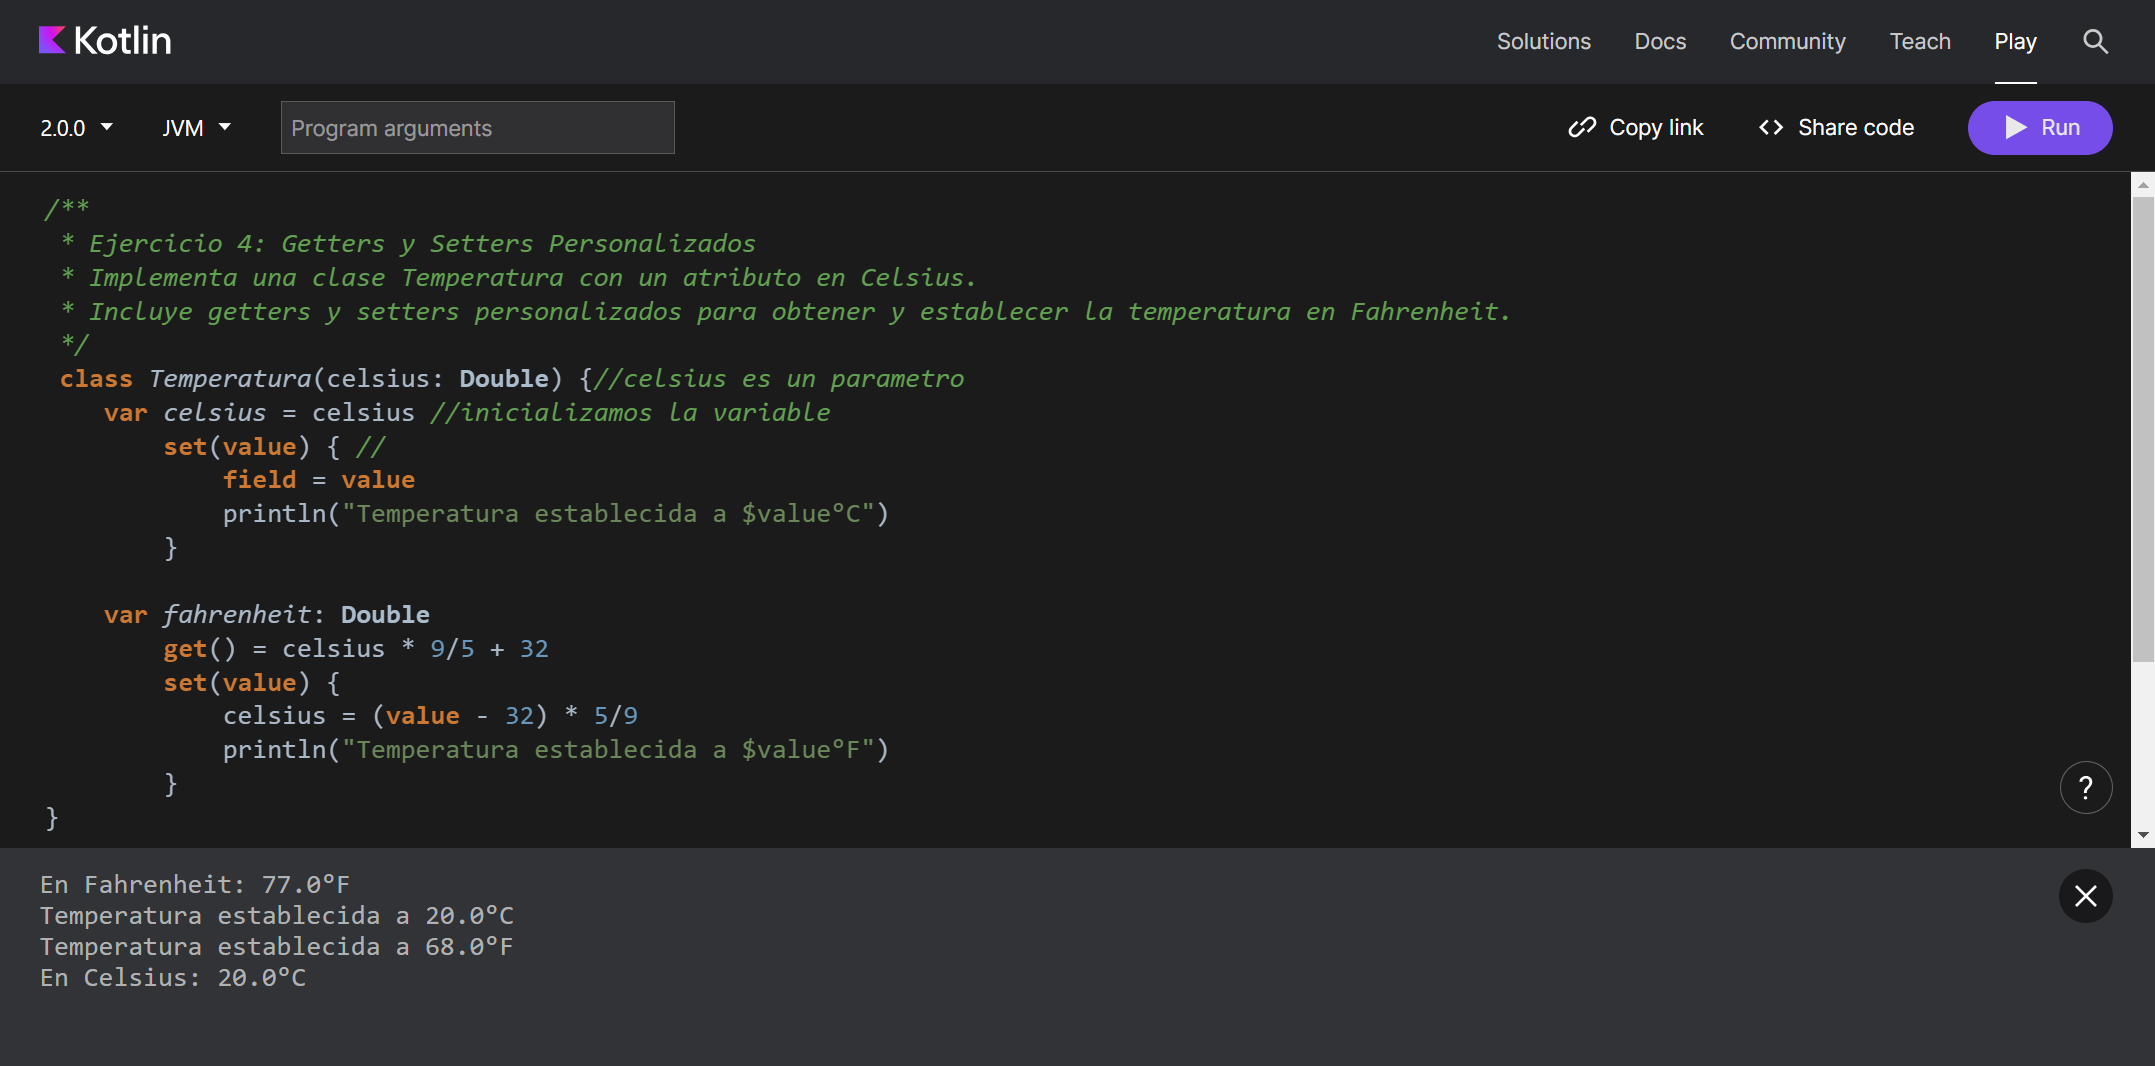 Kotlin
Solutions Docs Community Teach Play
2.0.0 JVM Program arguments Copy link <> Share code Run
/**
 * Ejercicio 4: Getters y Setters Personalizados
 * Implementa una clase Temperatura con un atributo en Celsius.
 * Incluye getters y setters personalizados para obtener y establecer la temperatura en Fahrenheit.
 */
 class Temperatura(celsius: Double) {//celsius es un parametro
    var celsius = celsius //inicializamos la variable
        set(value) { //
            field = value
            println("Temperatura establecida a $value°C")
        }
    var fahrenheit: Double
        get() = celsius * 9/5 + 32
        set(value) {
            celsius = (value - 32) * 5/9
            println("Temperatura establecida a $value°F")
        }
}
?
En Fahrenheit: 77.0°F
Temperatura establecida a 20.0°C
Temperatura establecida a 68.0°F
En Celsius: 20.0°C